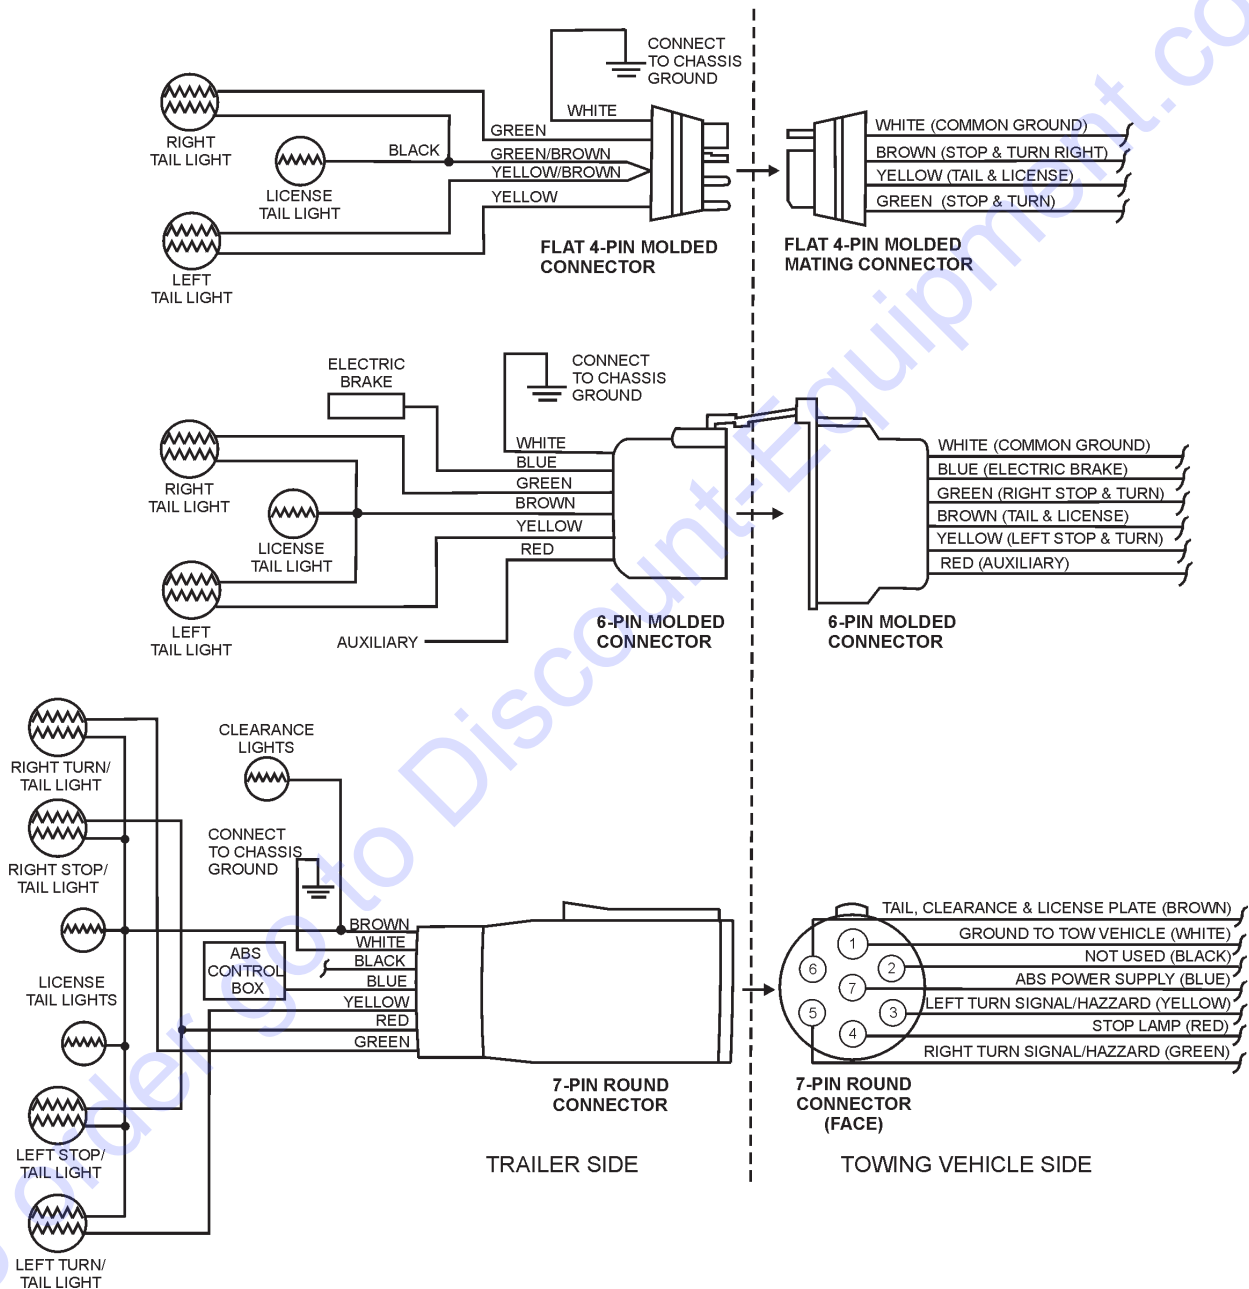 CONNECT
TO CHASSIS
GROUND
WHITE
GREEN
BLACK
GREEN/BROWN
YELLOW/BROWN
YELLOW
RIGHT
TAIL LIGHT
LICENSE
TAIL LIGHT
LEFT
TAIL LIGHT
FLAT 4-PIN MOLDED
CONNECTOR
WHITE (COMMON GROUND)
BROWN (STOP & TURN RIGHT)
YELLOW (TAIL & LICENSE)
GREEN (STOP & TURN)
FLAT 4-PIN MOLDED
MATING CONNECTOR
ELECTRIC
BRAKE
CONNECT
TO CHASSIS
GROUND
WHITE
BLUE
GREEN
BROWN
YELLOW
RED
RIGHT
TAIL LIGHT
LICENSE
TAIL LIGHT
LEFT
TAIL LIGHT
AUXILIARY
6-PIN MOLDED
CONNECTOR
WHITE (COMMON GROUND)
BLUE (ELECTRIC BRAKE)
GREEN (RIGHT STOP & TURN)
BROWN (TAIL & LICENSE)
YELLOW (LEFT STOP & TURN)
RED (AUXILIARY)
6-PIN MOLDED
CONNECTOR
RIGHT TURN/
TAIL LIGHT
RIGHT STOP/
TAIL LIGHT
LICENSE
TAIL LIGHTS
LEFT STOP/
TAIL LIGHT
LEFT TURN/
TAIL LIGHT
CLEARANCE
LIGHTS
CONNECT
TO CHASSIS
GROUND
ABS
CONTROL
BOX
BROWN
WHITE
BLACK
BLUE
YELLOW
RED
GREEN
7-PIN ROUND
CONNECTOR
TAIL, CLEARANCE & LICENSE PLATE (BROWN)
GROUND TO TOW VEHICLE (WHITE)
NOT USED (BLACK)
ABS POWER SUPPLY (BLUE)
LEFT TURN SIGNAL/HAZZARD (YELLOW)
STOP LAMP (RED)
RIGHT TURN SIGNAL/HAZZARD (GREEN)
1
2
6
7
5
3
4
7-PIN ROUND
CONNECTOR
(FACE)
TRAILER SIDE
TOWING VEHICLE SIDE
order go to Discount-Equipment.co